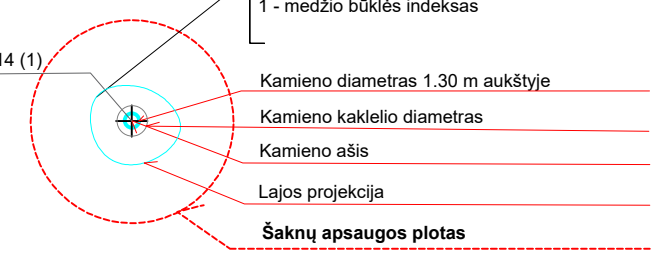 1 - medžio būklės indeksas
14 (1)
Kamieno diametras 1.30 m aukštyje
Kamieno kaklelio diametras
Kamieno ašis
Lajos projekcija
Šaknų apsaugos plotas